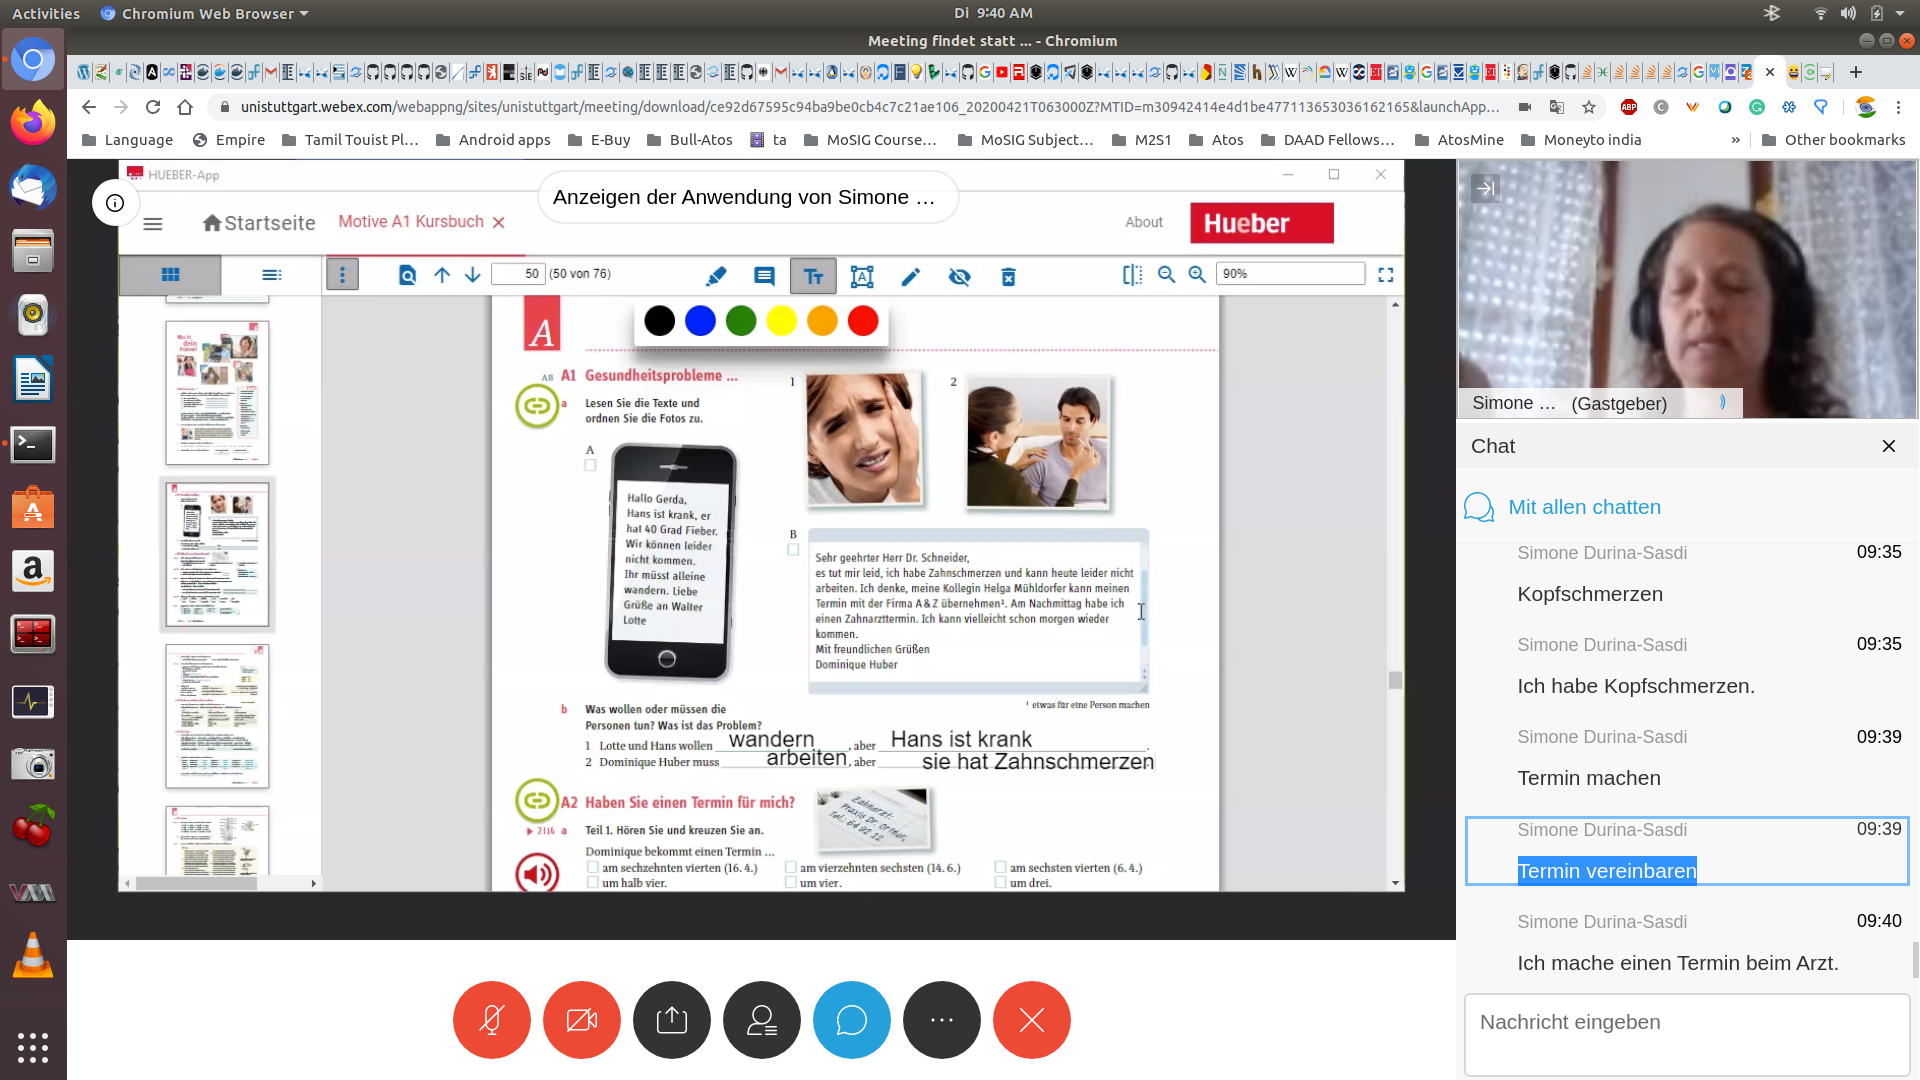 Activities
Chromium Web Browser
Di 9:40 AM
Meeting findet statt ... - Chromium
unistuttgart.webex.com/webappng/sites/unistuttgart/meeting/download/ce92d67595c94ba9be0cb4c7c21ae106_20200421T063000Z?MTID=m30942414e4d1be477113653036162165&launchApp...
Language
Empire
Tamil Touist Pl...
Android apps
E-Buy
Bull-Atos
ta
MoSIG Course...
MoSIG Subject...
M2S1
Atos
DAAD Fellows...
AtosMine
Moneyto india
»
Other bookmarks
HUEBER-App
Anzeigen der Anwendung von Simone ...
Startseite
Motive A1 Kursbuch
About
Hueber
50 (50 von 76)
90%
A
AB A1 Gesundheitsprobleme ...
a Lesen Sie die Texte und
ordnen Sie die Fotos zu.
1
2
A
Hallo Gerda,
Hans ist krank, er
hat 40 Grad Fieber.
Wir können leider
nicht kommen.
Ihr müsst alleine
wandern. Liebe
Grüße an Walter
Lotte
B
Sehr geehrter Herr Dr. Schneider,
es tut mir leid, ich habe Zahnschmerzen und kann heute leider nicht
arbeiten. Ich denke, meine Kollegin Helga Mühldorfer kann meinen
Termin mit der Firma A & Z übernehmen¹. Am Nachmittag habe ich
einen Zahnarzttermin. Ich kann vielleicht schon morgen wieder
kommen.
Mit freundlichen Grüßen
Dominique Huber
¹ etwas für eine Person machen
b Was wollen oder müssen die
Personen tun? Was ist das Problem?
1 Lotte und Hans wollen wandern, aber Hans ist krank.
2 Dominique Huber muss arbeiten, aber sie hat Zahnschmerzen
A2 Haben Sie einen Termin für mich?
Zahnarzt:
Praxis Dr. Ortner,
Tel.: 64 92 12
2|14 a Teil 1. Hören Sie und kreuzen Sie an.
Dominique bekommt einen Termin ...
am sechzehnten vierten (16. 4.)
am vierzehnten sechsten (14. 6.)
am sechsten vierten (6. 4.)
um halb vier.
um vier.
um drei.
Simone ... (Gastgeber)
Chat
Mit allen chatten
Simone Durina-Sasdi 09:35
Kopfschmerzen
Simone Durina-Sasdi 09:35
Ich habe Kopfschmerzen.
Simone Durina-Sasdi 09:39
Termin machen
Simone Durina-Sasdi 09:39
Termin vereinbaren
Simone Durina-Sasdi 09:40
Ich mache einen Termin beim Arzt.
Nachricht eingeben